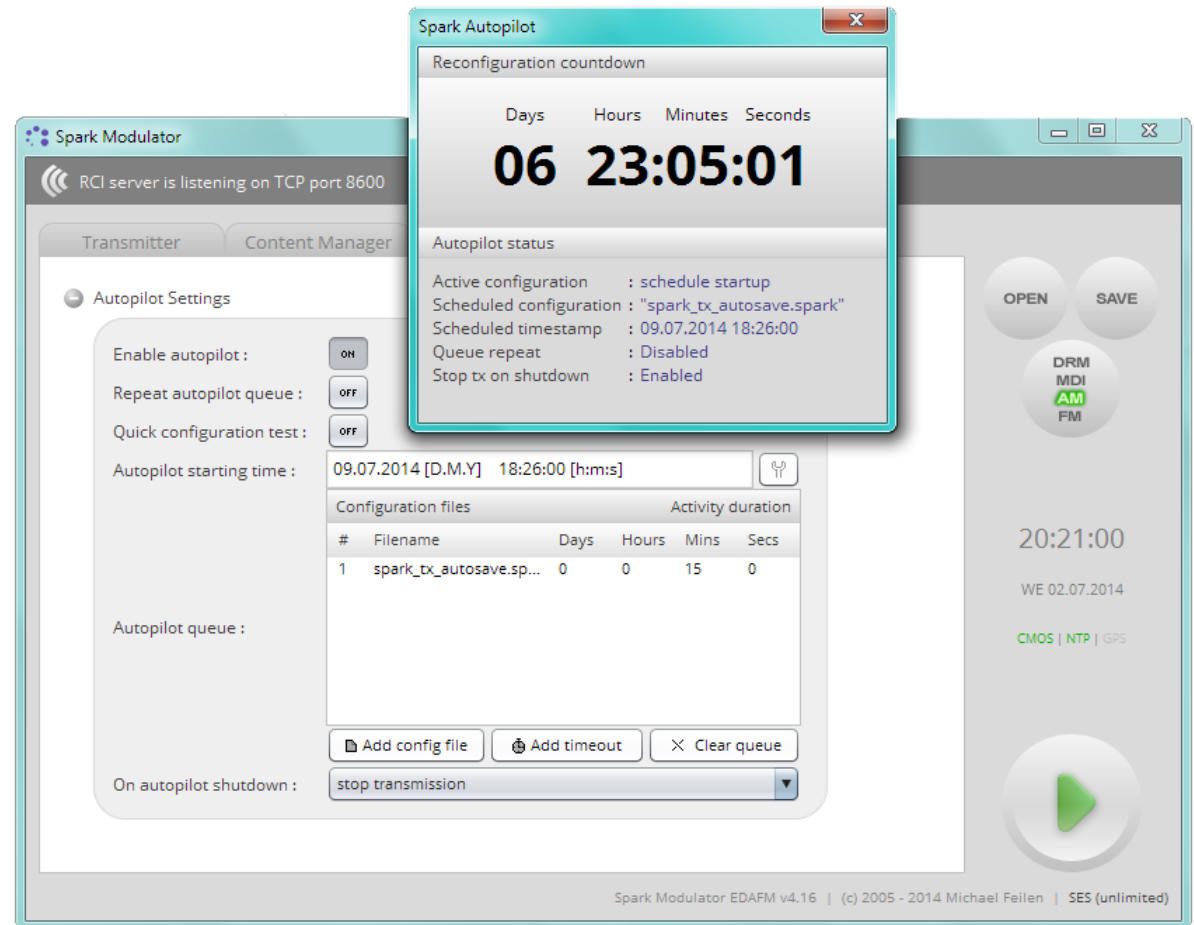 Spark Autopilot
Reconfiguration countdown
Days Hours Minutes Seconds
06 23:05:01
Autopilot status
Active configuration : schedule startup
Scheduled configuration : "spark_tx_autosave.spark"
Scheduled timestamp : 09.07.2014 18:26:00
Queue repeat : Disabled
Stop tx on shutdown : Enabled
Spark Modulator
RCI server is listening on TCP port 8600
Transmitter Content Manager
Autopilot Settings
Enable autopilot : ON
Repeat autopilot queue : OFF
Quick configuration test : OFF
Autopilot starting time : 09.07.2014 [D.M.Y] 18:26:00 [h:m:s]
Configuration files Activity duration
# Filename Days Hours Mins Secs
1 spark_tx_autosave.sp... 0 0 15 0
Autopilot queue :
Add config file Add timeout Clear queue
On autopilot shutdown : stop transmission
OPEN SAVE
DRM
MDI
AM
FM
20:21:00
WE 02.07.2014
CMOS | NTP | GPS
Spark Modulator EDAFM v4.16 | (c) 2005 - 2014 Michael Feilen | SES (unlimited)